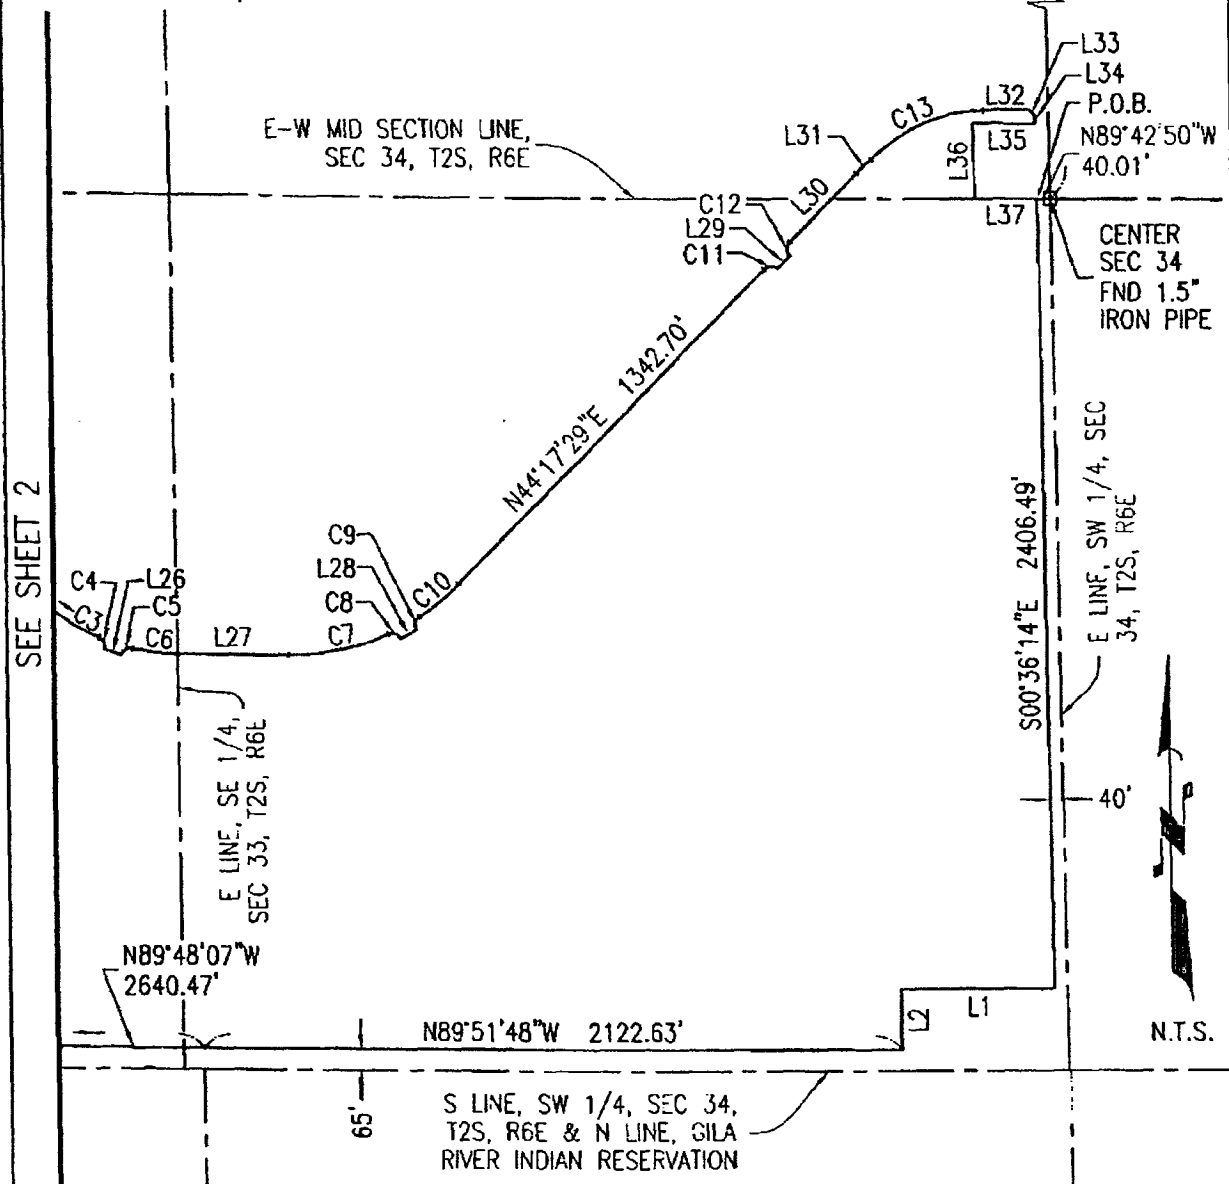 L33
L34
P.O.B.
N89°42'50"W
40.01'
C13
L32
L35
L36
L31
E-W MID SECTION LINE,
SEC 34, T2S, R6E
L30
C12
L29
C11
L37
CENTER
SEC 34
FND 1.5"
IRON PIPE
N44°17'29"E 1342.70'
E LINE, SW 1/4, SEC
34, T2S, R6E
S00°36'14"E 2406.49'
SEE SHEET 2
C9
L28
C8
C10
C4
L26
C5
C3
C6
L27
C7
E LINE, SE 1/4,
SEC 33, T2S, R6E
40'
N89°48'07"W
2640.47'
N89°51'48"W 2122.63'
L2
L1
N.T.S.
65'
S LINE, SW 1/4, SEC 34,
T2S, R6E & N LINE, GILA
RIVER INDIAN RESERVATION